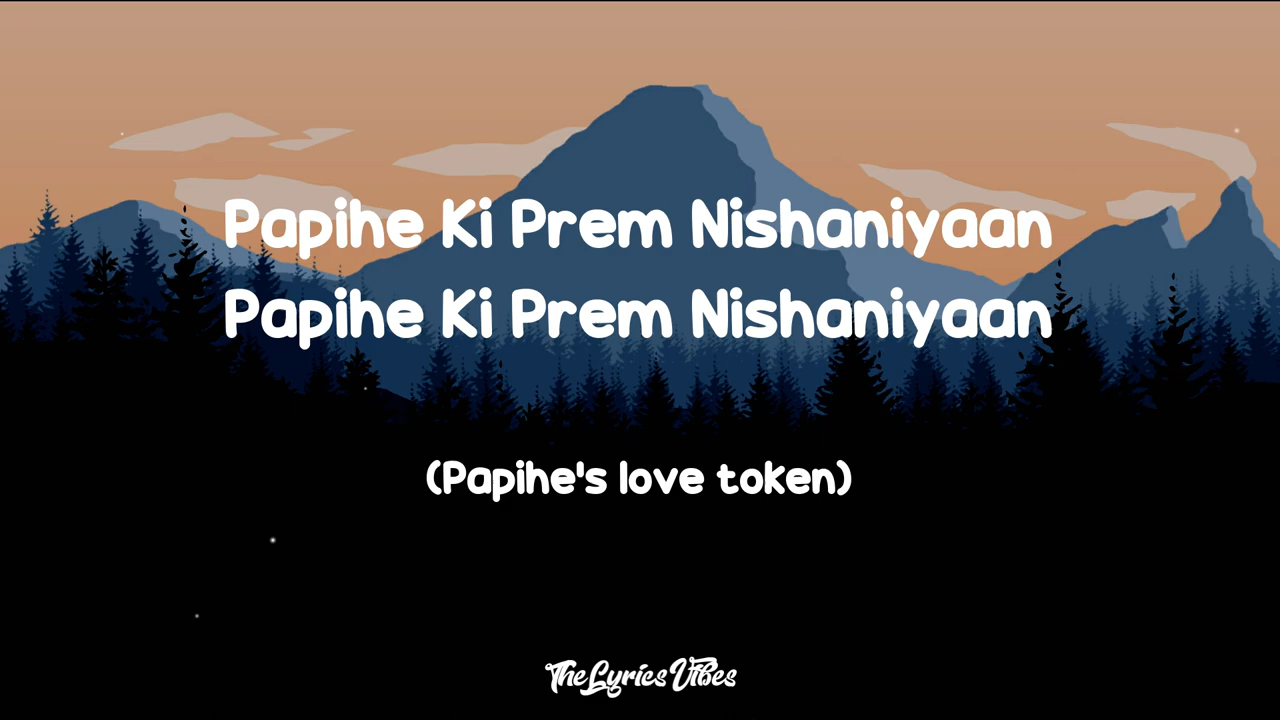 Papihe Ki Prem Nishaniyaan
Papihe Ki Prem Nishaniyaan
(Papihe's love token)
TheLyricsVibes